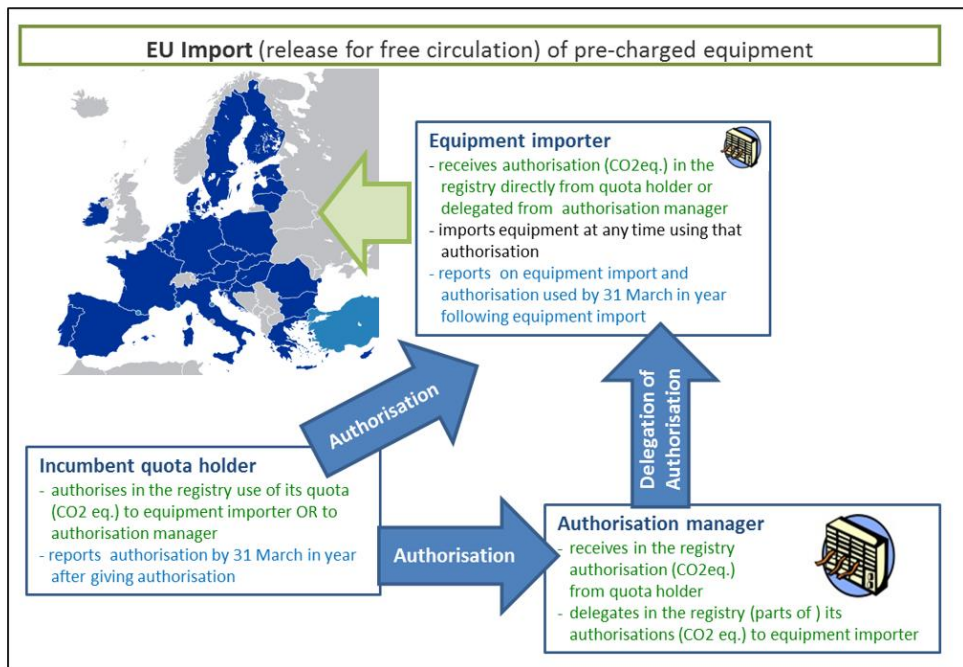 EU Import (release for free circulation) of pre-charged equipment
Equipment importer
- receives authorisation (CO2eq.) in the
registry directly from quota holder or
delegated from authorisation manager
- imports equipment at any time using that
authorisation
- reports on equipment import and
authorisation used by 31 March in year
following equipment import
Authorisation
Delegation of
Authorisation
Incumbent quota holder
- authorises in the registry use of its quota
(CO2 eq.) to equipment importer OR to
authorisation manager
- reports authorisation by 31 March in year
after giving authorisation
Authorisation
Authorisation manager
- receives in the registry
authorisation (CO2eq.)
from quota holder
- delegates in the registry (parts of ) its
authorisations (CO2 eq.) to equipment importer